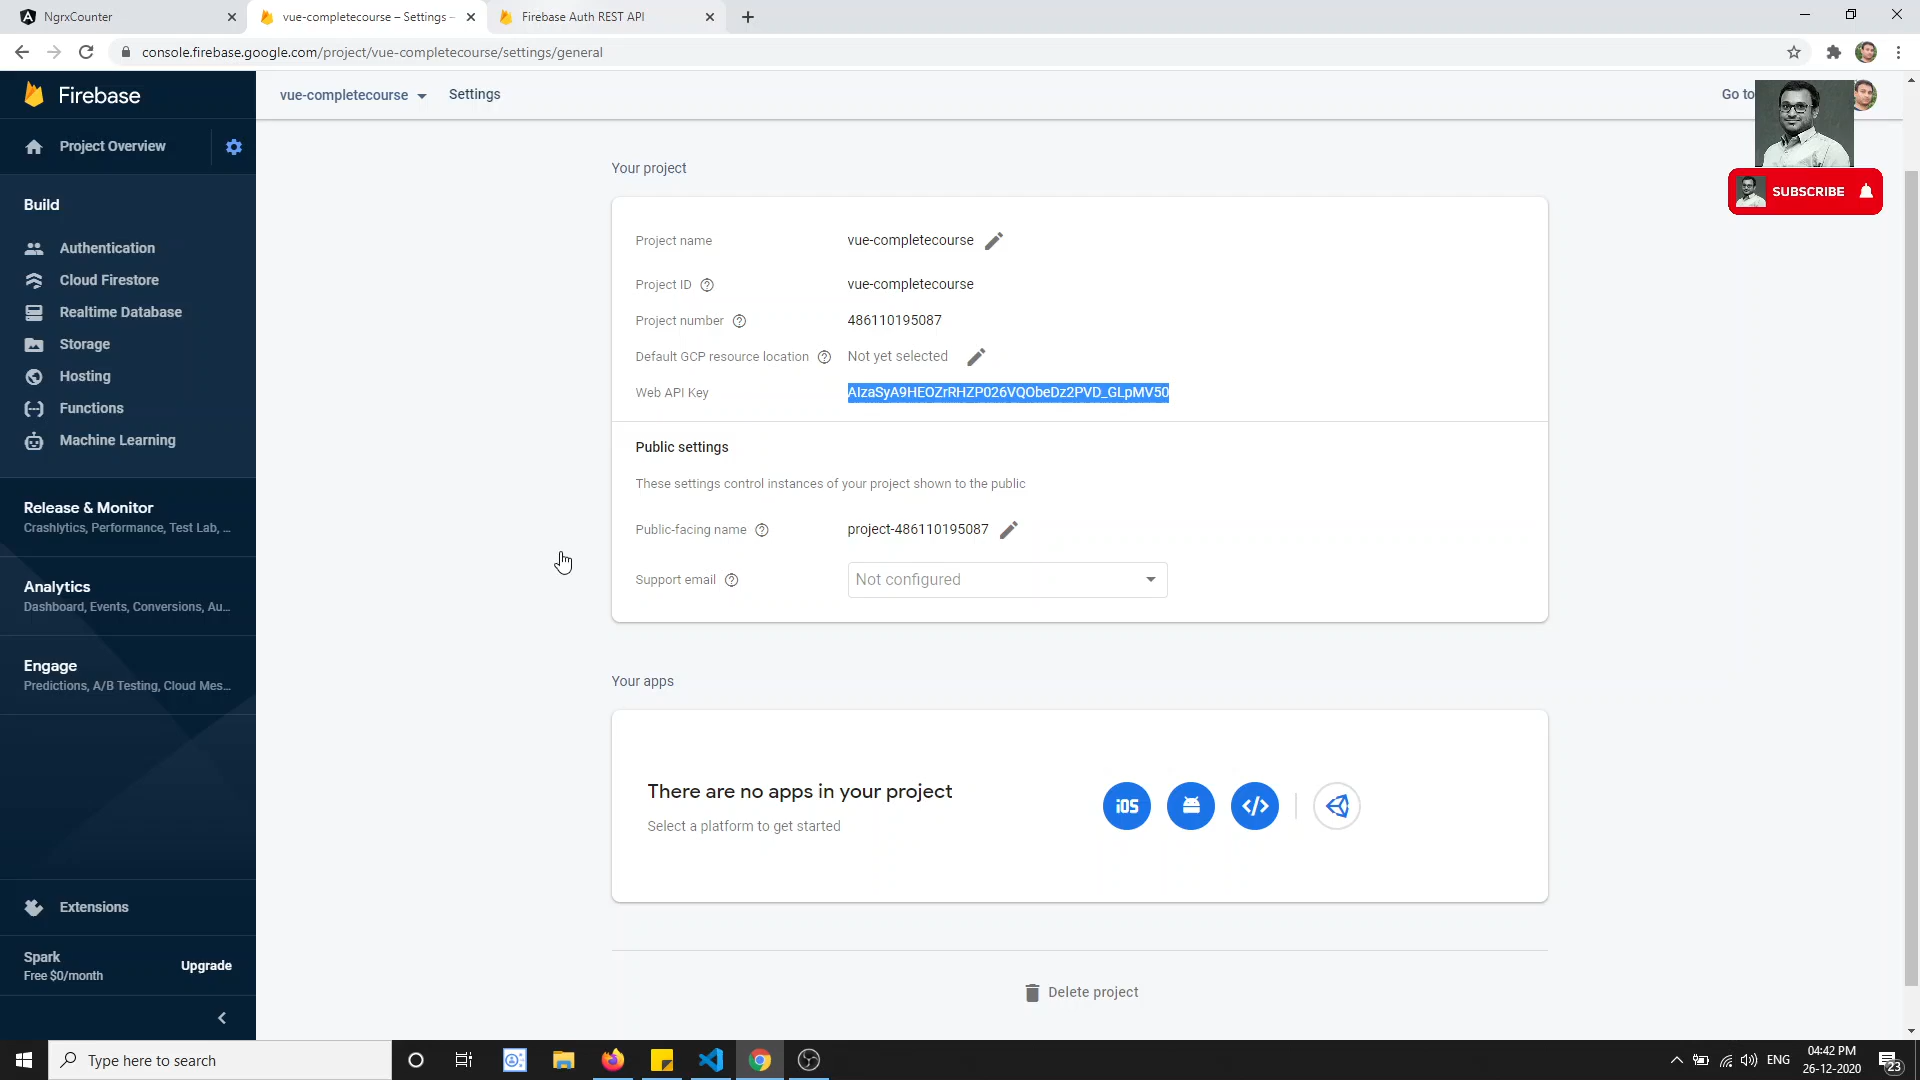 NgrxCounter
vue-completecourse – Settings –
Firebase Auth REST API
console.firebase.google.com/project/vue-completecourse/settings/general
Firebase
vue-completecourse
Settings
Go to
Project Overview
SUBSCRIBE
Build
Authentication
Cloud Firestore
Realtime Database
Storage
Hosting
Functions
Machine Learning
Release & Monitor
Crashlytics, Performance, Test Lab, ...
Analytics
Dashboard, Events, Conversions, Au...
Engage
Predictions, A/B Testing, Cloud Mes...
Extensions
Spark
Free $0/month
Upgrade
Your project
Project name
vue-completecourse
Project ID
vue-completecourse
Project number
486110195087
Default GCP resource location
Not yet selected
Web API Key
AIzaSyA9HEOZrRHZP026VQObeDz2PVD_GLpMV50
Public settings
These settings control instances of your project shown to the public
Public-facing name
project-486110195087
Support email
Not configured
Your apps
There are no apps in your project
Select a platform to get started
iOS
Delete project
Type here to search
ENG
04:42 PM
26-12-2020
23